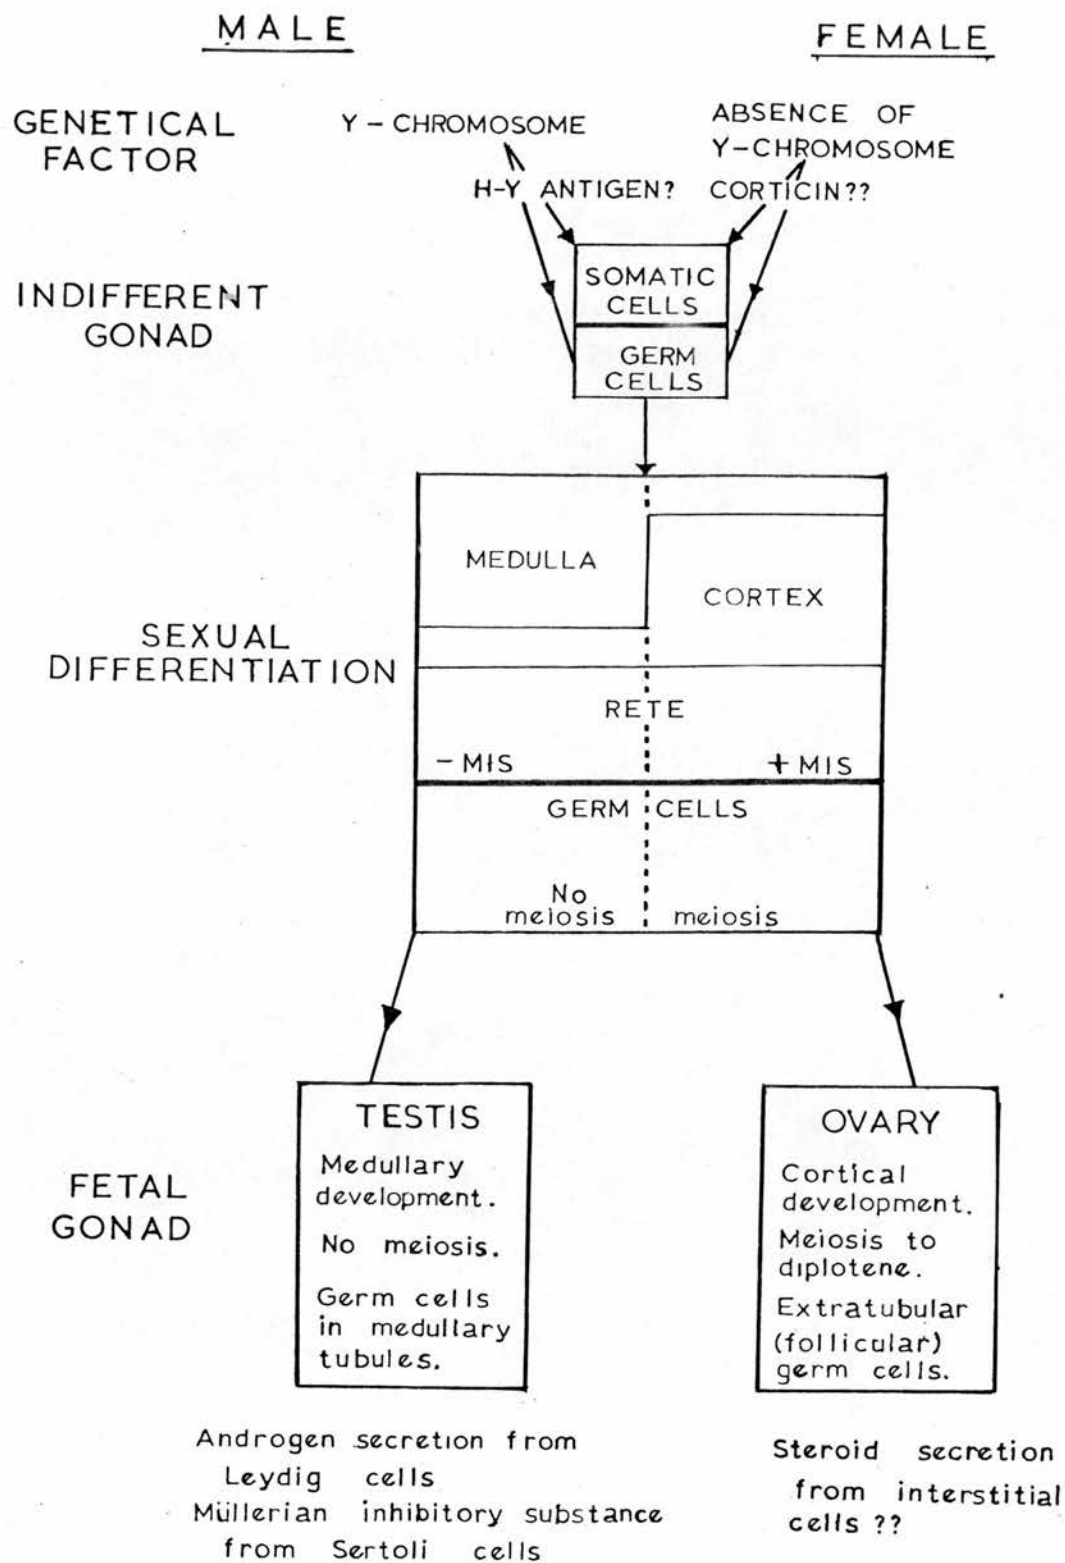 MALE
FEMALE
GENETICAL
FACTOR
Y-CHROMOSOME
ABSENCE OF
Y-CHROMOSOME
H-Y ANTIGEN?
CORTICIN??
INDIFFERENT
GONAD
SOMATIC
CELLS
GERM
CELLS
SEXUAL
DIFFERENTIATION
MEDULLA
CORTEX
RETE
- MIS
+ MIS
GERM CELLS
No
meiosis
meiosis
FETAL
GONAD
TESTIS
Medullary
development.
No meiosis.
Germ cells
in medullary
tubules.
OVARY
Cortical
development.
Meiosis to
diplotene.
Extratubular
(follicular)
germ cells.
Androgen secretion from
Leydig cells
Müllerian inhibitory substance
from Sertoli cells
Steroid secretion
from interstitial
cells ??